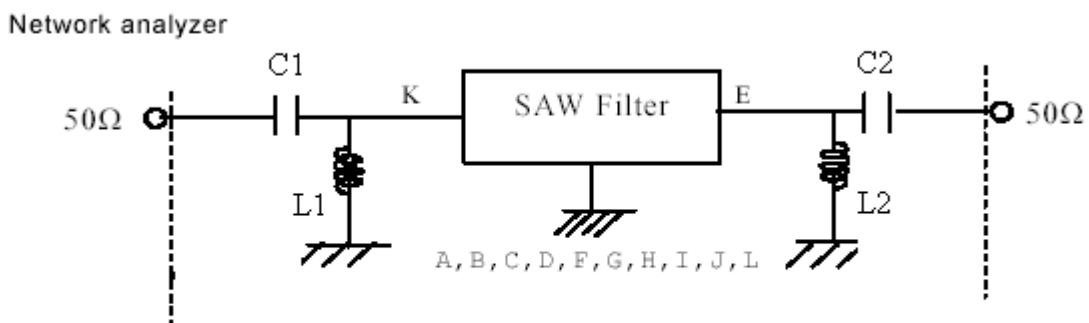 Network analyzer
C1
C2
K
SAW Filter
E
50Ω
50Ω
L1
L2
A,B,C,D,F,G,H,I,J,L